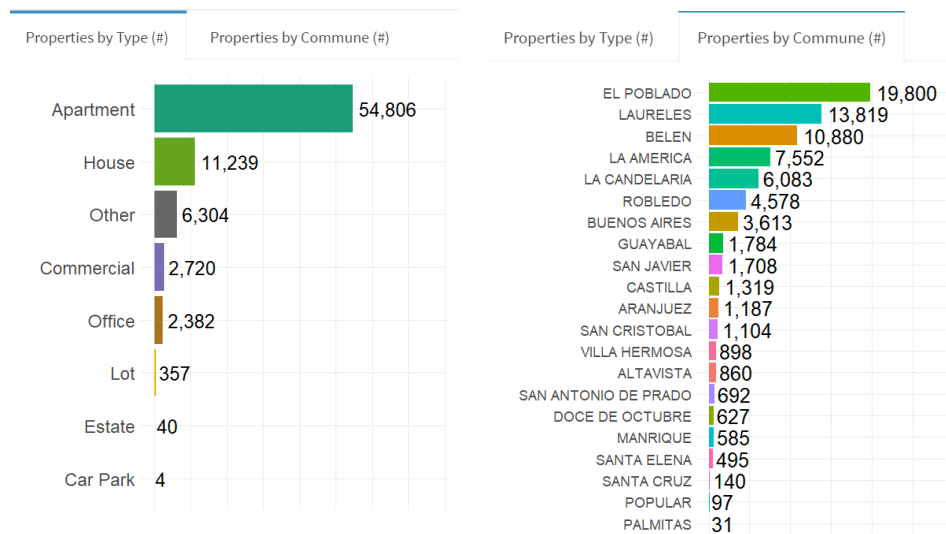 Properties by Type (#) Properties by Commune (#)
Apartment 54,806
House 11,239
Other 6,304
Commercial 2,720
Office 2,382
Lot 357
Estate 40
Car Park 4
Properties by Type (#) Properties by Commune (#)
EL POBLADO 19,800
LAURELES 13,819
BELEN 10,880
LA AMERICA 7,552
LA CANDELARIA 6,083
ROBLEDO 4,578
BUENOS AIRES 3,613
GUAYABAL 1,784
SAN JAVIER 1,708
CASTILLA 1,319
ARANJUEZ 1,187
SAN CRISTOBAL 1,104
VILLA HERMOSA 898
ALTAVISTA 860
SAN ANTONIO DE PRADO 692
DOCE DE OCTUBRE 627
MANRIQUE 585
SANTA ELENA 495
SANTA CRUZ 140
POPULAR 97
PALMITAS 31